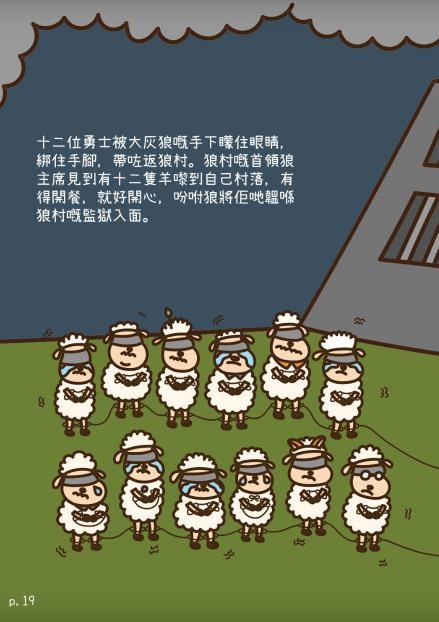 十二位勇士被大灰狼嘅手下矇住眼睛，
綁住手腳，帶咗返狼村。狼村嘅首領狼
主席見到有十二隻羊嚟到自己村落，有
得開餐，就好開心，吩咐狼將佢哋韞喺
狼村嘅監獄入面。
p.19